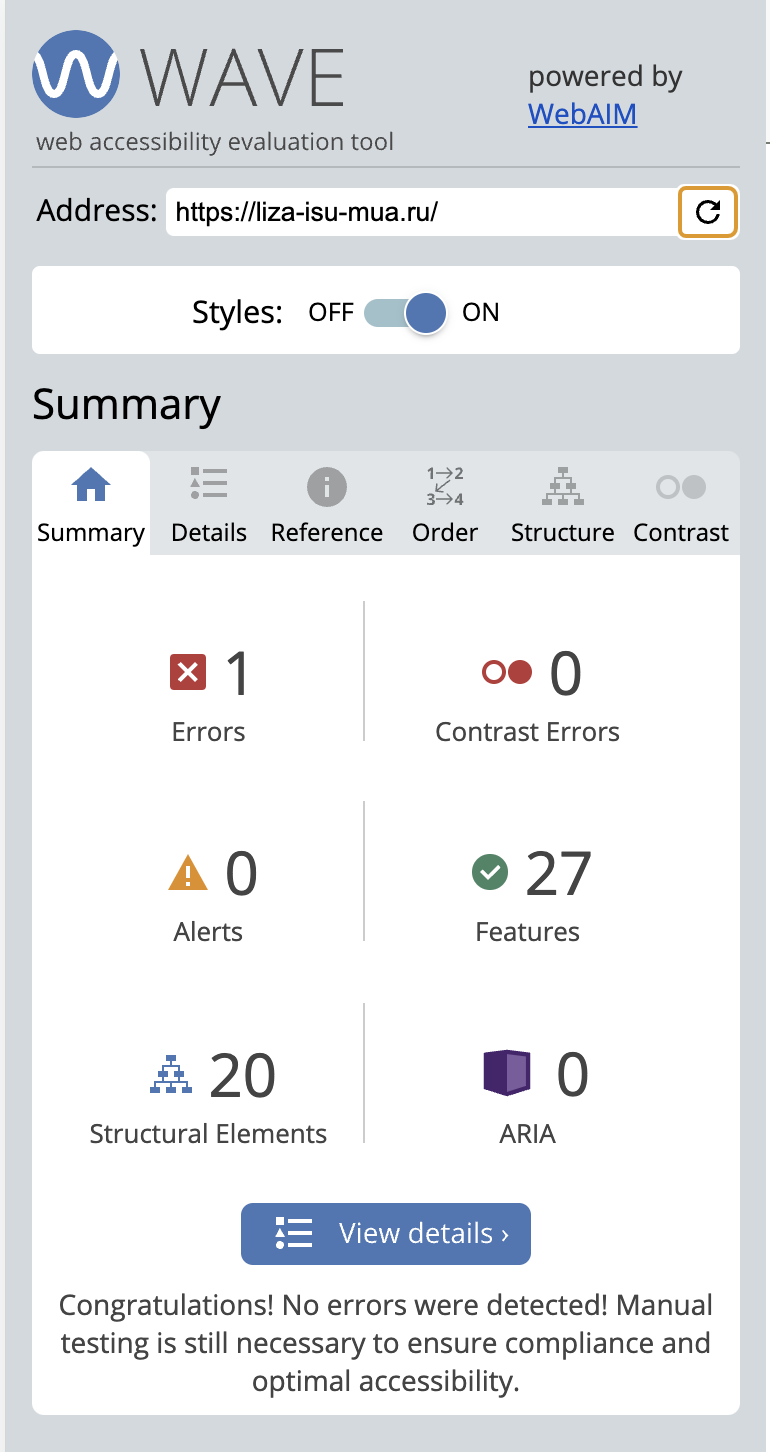 WAVE
powered by
WebAIM
web accessibility evaluation tool
Address: https://liza-isu-mua.ru/
Styles: OFF ON
Summary
1→2
3→4
Summary Details Reference Order Structure Contrast
1 0
Errors Contrast Errors
0 27
Alerts Features
20 0
Structural Elements ARIA
View details ›
Congratulations! No errors were detected! Manual
testing is still necessary to ensure compliance and
optimal accessibility.